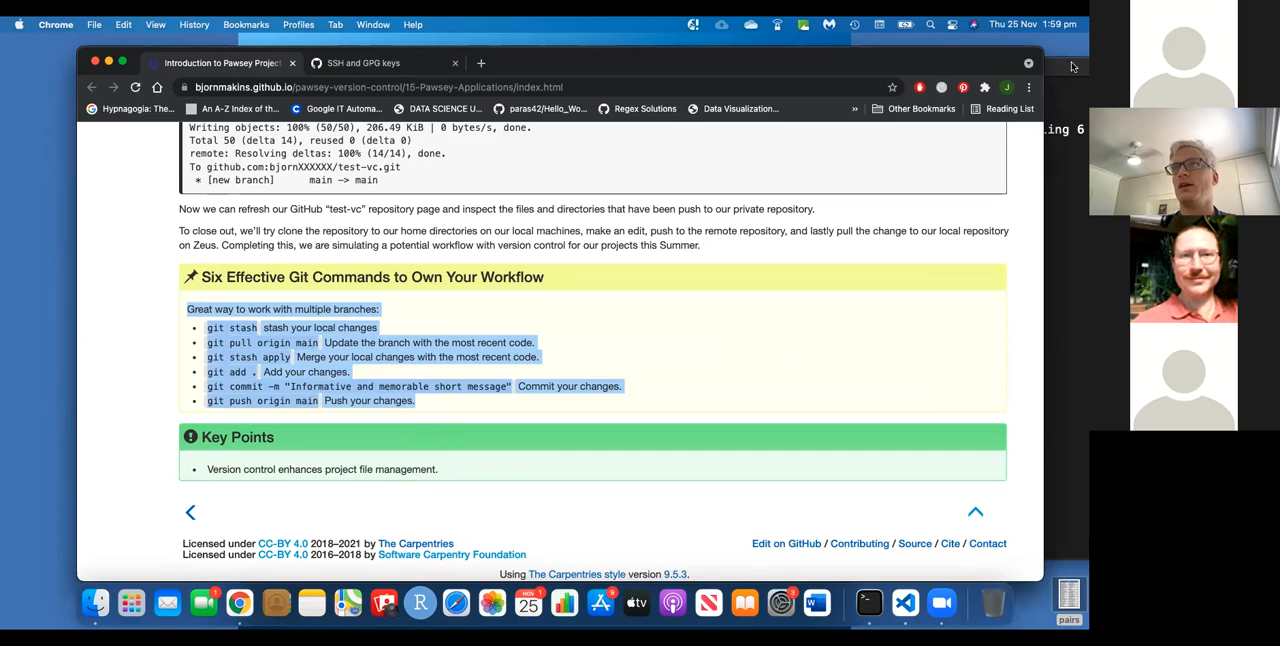 Chrome File Edit View History Bookmarks Profiles Tab Window Help Thu 25 Nov 1:59 pm
Introduction to Pawsey Project SSH and GPG keys
bjornmakins.github.io/pawsey-version-control/15-Pawsey-Applications/index.html
Hypnagogia: The... An A-Z Index of th... Google IT Automa... DATA SCIENCE U... paras42/Hello_Wo... Regex Solutions Data Visualization... » Other Bookmarks Reading List
Writing objects: 100% (50/50), 206.49 KiB | 0 bytes/s, done.
Total 50 (delta 14), reused 0 (delta 0)
remote: Resolving deltas: 100% (14/14), done.
To github.com:bjornXXXXXX/test-vc.git
* [new branch] main -> main
ling 6
Now we can refresh our GitHub “test-vc” repository page and inspect the files and directories that have been push to our private repository.
To close out, we’ll try clone the repository to our home directories on our local machines, make an edit, push to the remote repository, and lastly pull the change to our local repository
on Zeus. Completing this, we are simulating a potential workflow with version control for our projects this Summer.
Six Effective Git Commands to Own Your Workflow
Great way to work with multiple branches:
• git stash stash your local changes
• git pull origin main Update the branch with the most recent code.
• git stash apply Merge your local changes with the most recent code.
• git add . Add your changes.
• git commit -m "Informative and memorable short message" Commit your changes.
• git push origin main Push your changes.
Key Points
• Version control enhances project file management.
Licensed under CC-BY 4.0 2018–2021 by The Carpentries
Licensed under CC-BY 4.0 2016–2018 by Software Carpentry Foundation
Edit on GitHub / Contributing / Source / Cite / Contact
Using The Carpentries style version 9.5.3.
NOV
25
tv
W
pairs